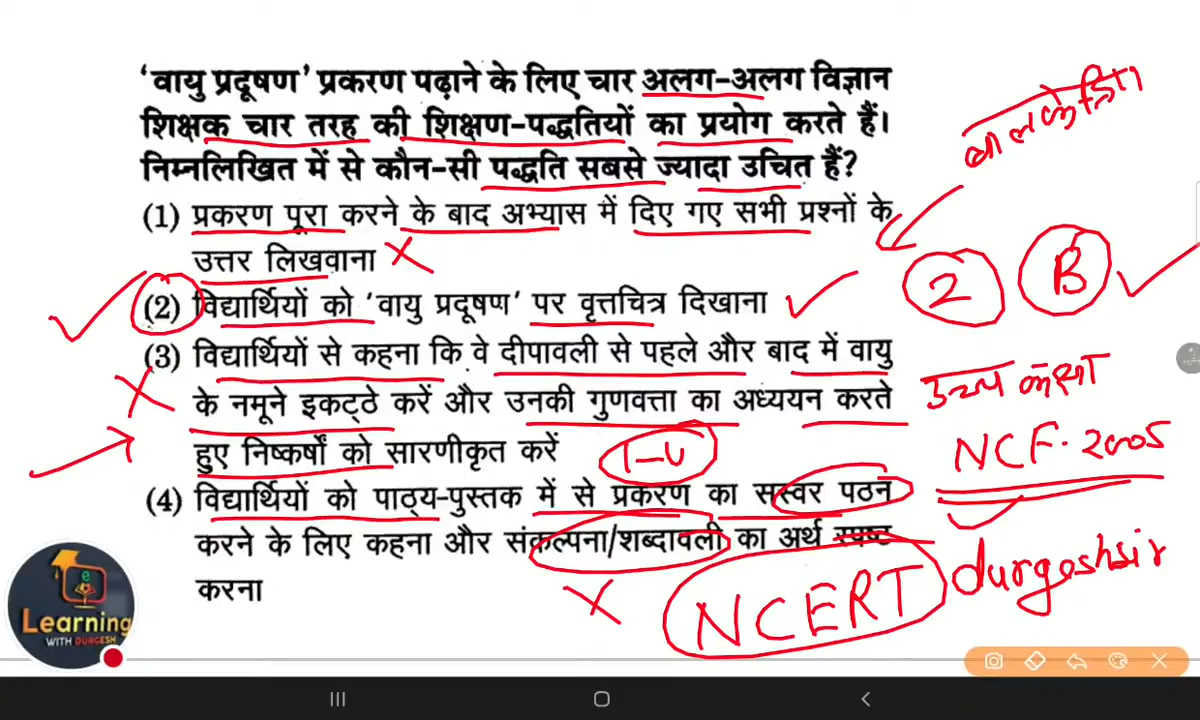 'वायु प्रदूषण' प्रकरण पढ़ाने के लिए चार अलग-अलग विज्ञान
शिक्षक चार तरह की शिक्षण-पद्धतियों का प्रयोग करते हैं।
निम्नलिखित में से कौन-सी पद्धति सबसे ज्यादा उचित हैं?
(1) प्रकरण पूरा करने के बाद अभ्यास में दिए गए सभी प्रश्नों के
उत्तर लिखवाना
(2) विद्यार्थियों को 'वायु प्रदूषण' पर वृत्तचित्र दिखाना
(3) विद्यार्थियों से कहना कि वे दीपावली से पहले और बाद में वायु
के नमूने इकट्ठे करें और उनकी गुणवत्ता का अध्ययन करते
हुए निष्कर्षों को सारणीकृत करें
(4) विद्यार्थियों को पाठ्य-पुस्तक में से प्रकरण का सस्वर पठन
करने के लिए कहना और संकल्पना/शब्दावली का अर्थ स्पष्ट
करना
2 B
उच्च कक्षा
NCF-2005
NCERT
durgeshsir
e
Learning
WITH DURGESH